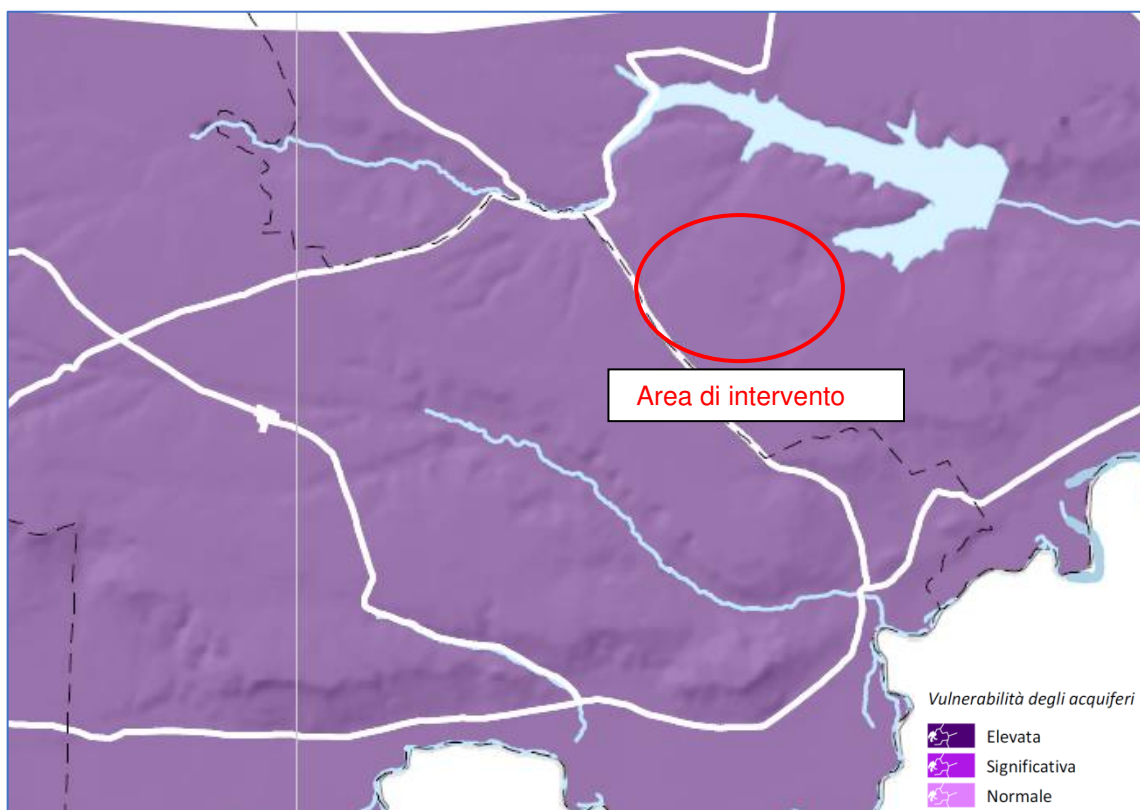 Area di intervento
Vulnerabilità degli acquiferi
Elevata
Significativa
Normale